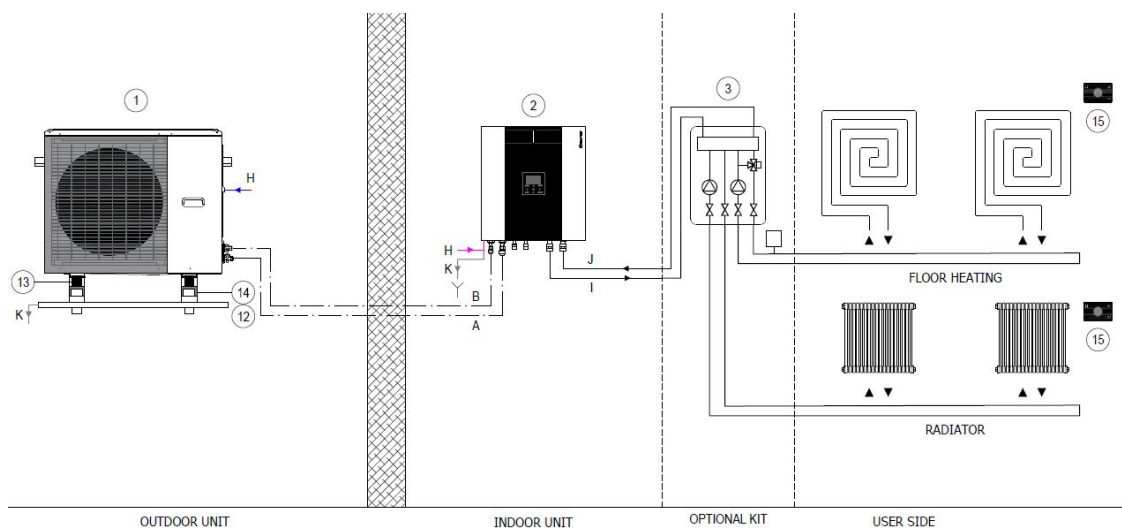 1
2
3
15
H
H
K
J
I
B
A
13
14
12
K
FLOOR HEATING
15
RADIATOR
OUTDOOR UNIT
INDOOR UNIT
OPTIONAL KIT
USER SIDE